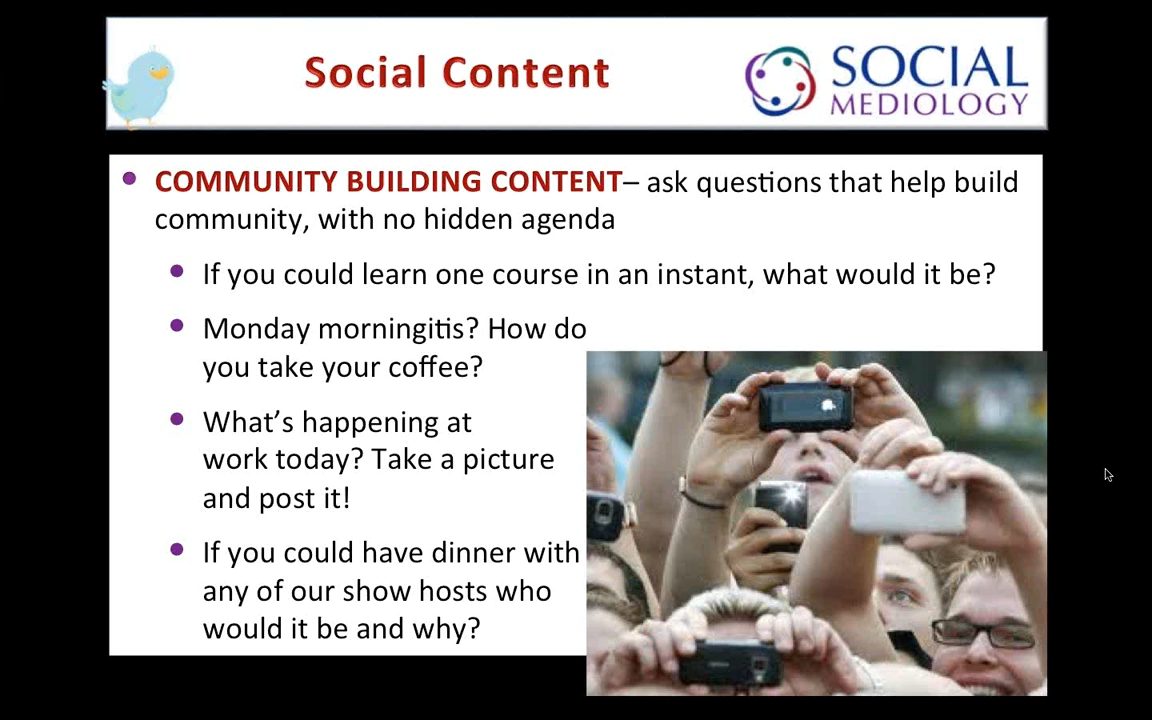 Social Content
SOCIAL
MEDIOLOGY
COMMUNITY BUILDING CONTENT– ask questions that help build
community, with no hidden agenda
If you could learn one course in an instant, what would it be?
Monday morningitis? How do
you take your coffee?
What's happening at
work today? Take a picture
and post it!
If you could have dinner with
any of our show hosts who
would it be and why?